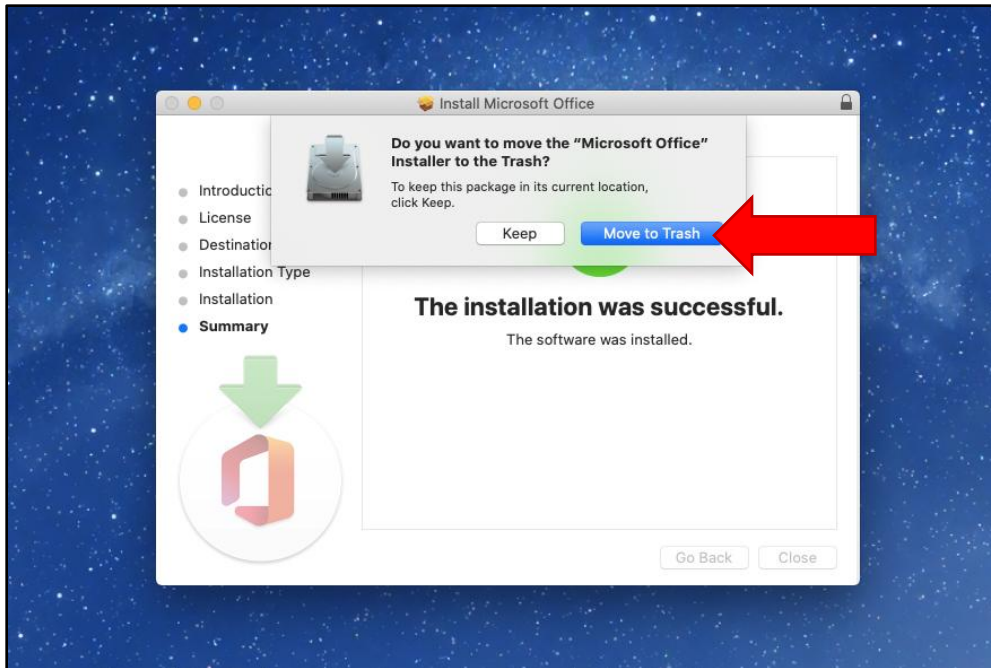 Install Microsoft Office
Do you want to move the “Microsoft Office”
Installer to the Trash?
To keep this package in its current location,
click Keep.
Keep
Move to Trash
Introductic
License
Destination
Installation Type
Installation
Summary
The installation was successful.
The software was installed.
Go Back
Close